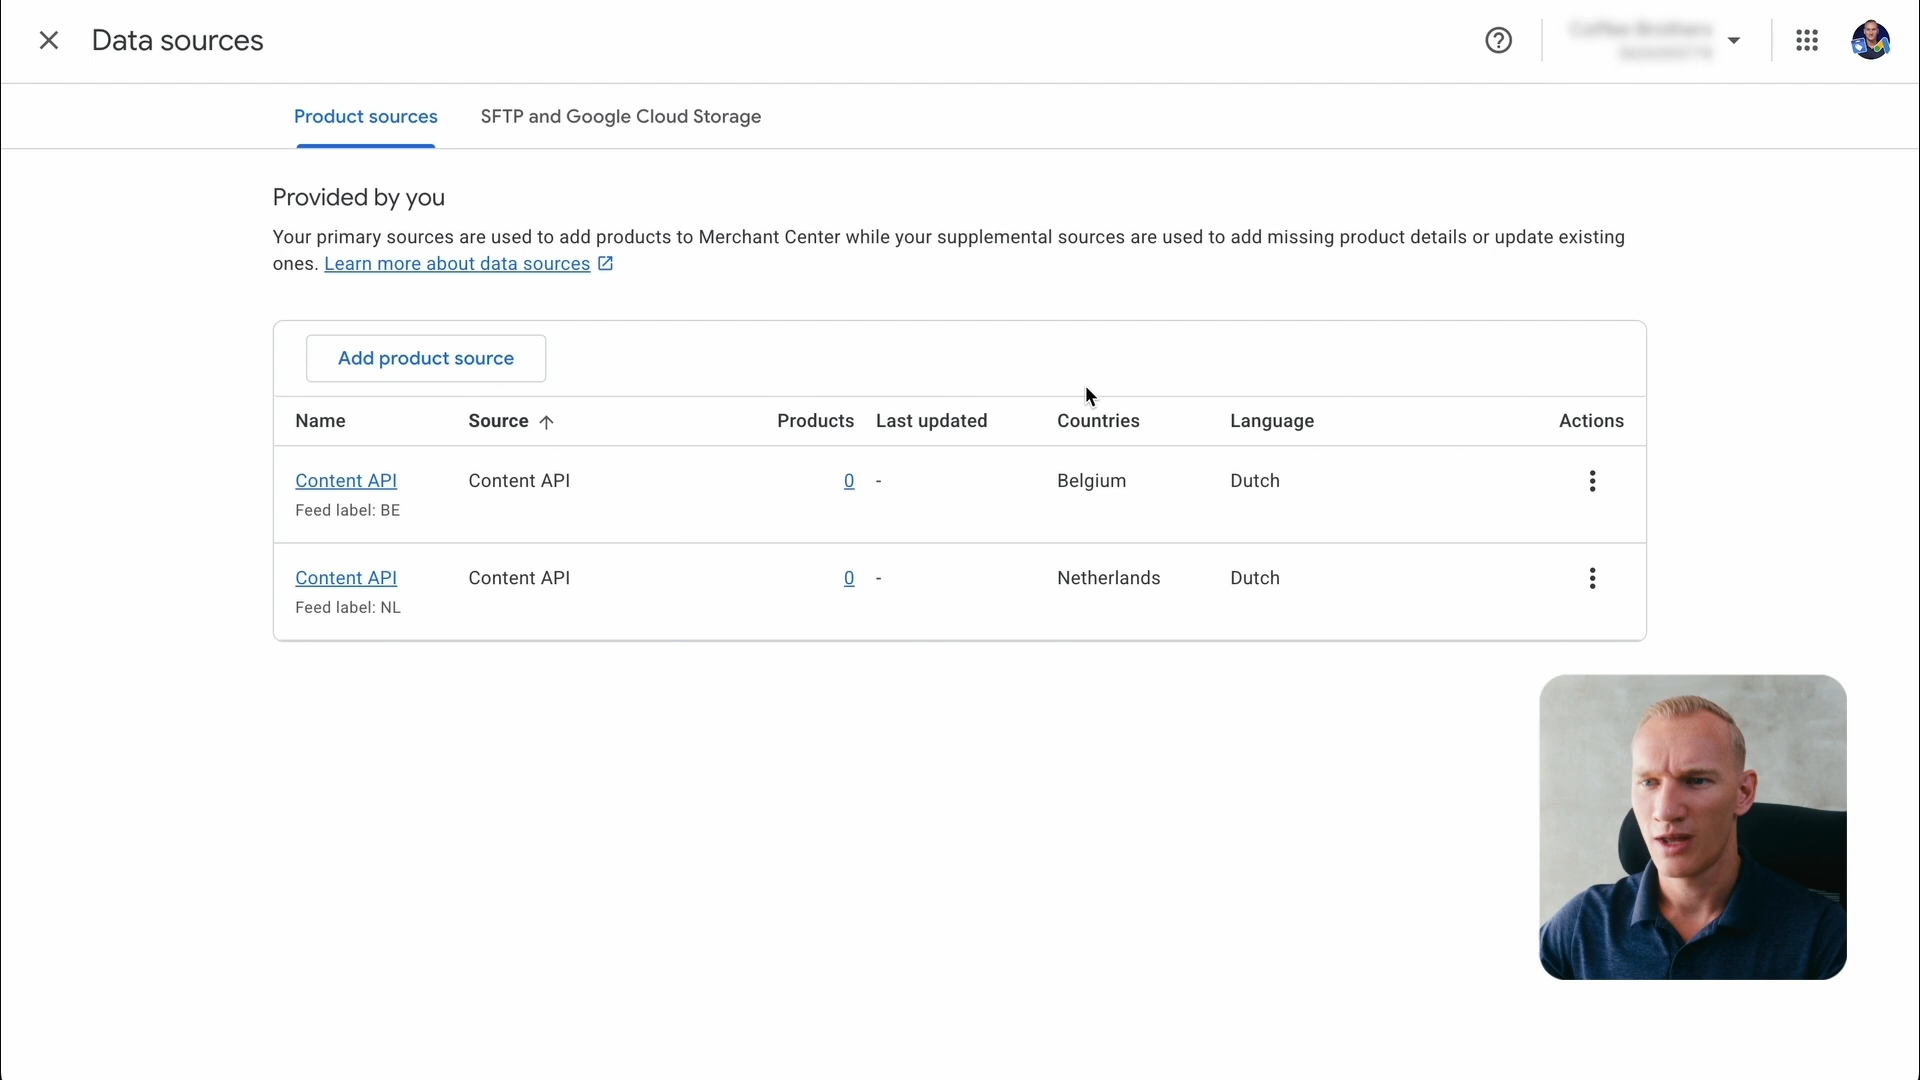 Data sources
Product sources
SFTP and Google Cloud Storage
Provided by you
Your primary sources are used to add products to Merchant Center while your supplemental sources are used to add missing product details or update existing
ones. Learn more about data sources
Add product source
Name Source Products Last updated Countries Language Actions
Content API Content API 0 - Belgium Dutch
Feed label: BE
Content API Content API 0 - Netherlands Dutch
Feed label: NL